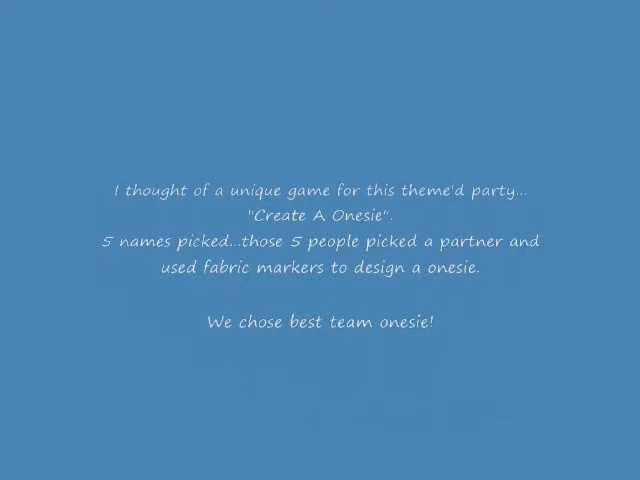 I thought of a unique game for this theme'd party...
"Create A Onesie".
5 names picked...those 5 people picked a partner and
used fabric markers to design a onesie.
We chose best team onesie!